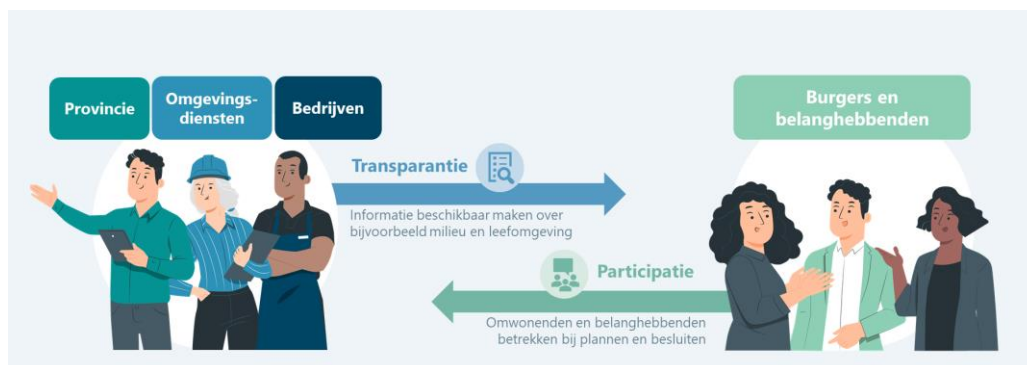 Provincie
Omgevings-
diensten
Bedrijven
Burgers en
belanghebbenden
Transparantie
Informatie beschikbaar maken over
bijvoorbeeld milieu en leefomgeving
Participatie
Omwonenden en belanghebbenden
betrekken bij plannen en besluiten